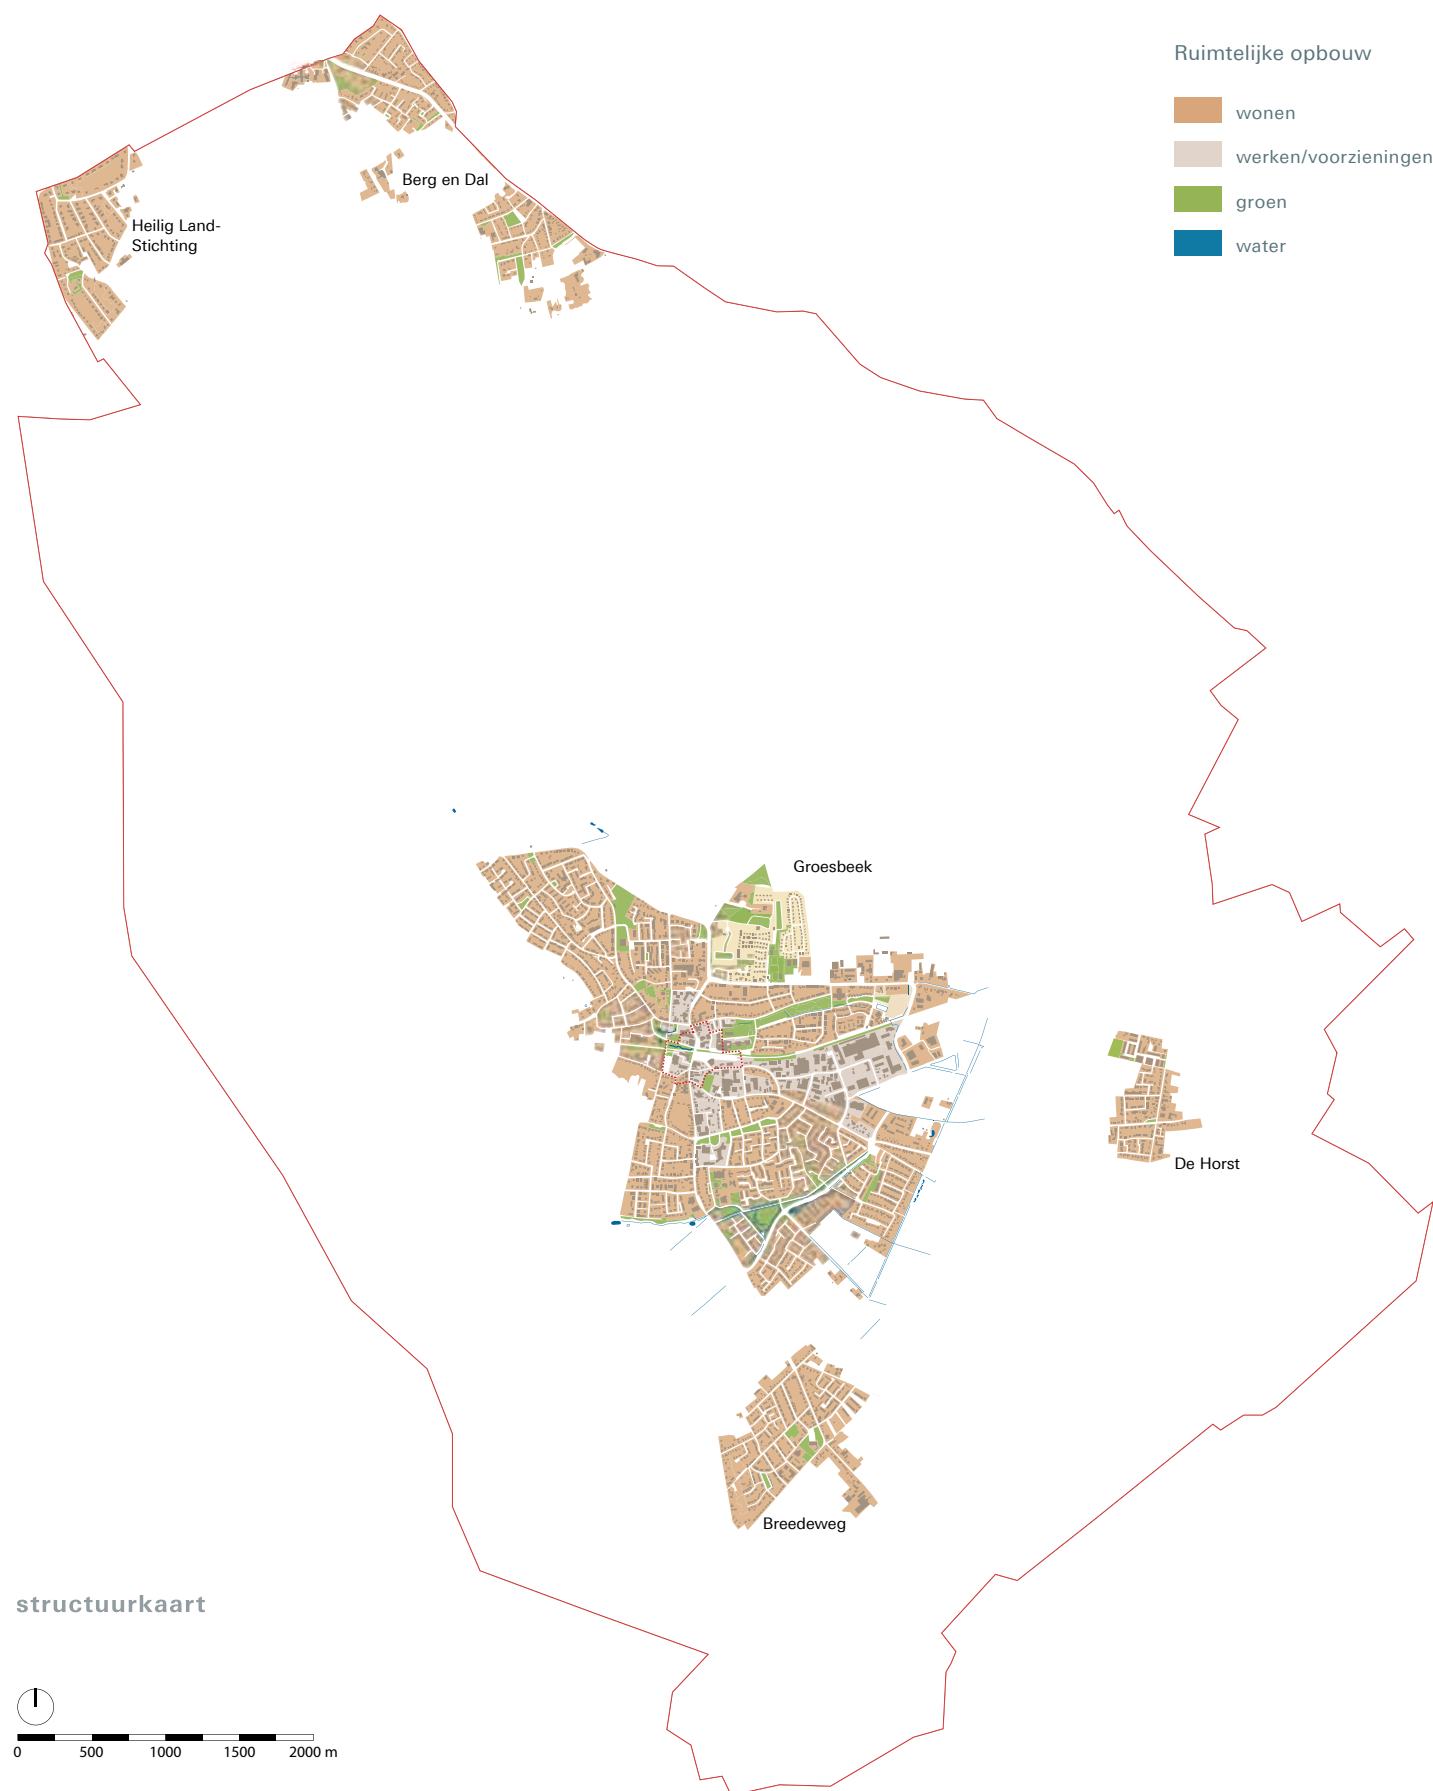 Ruimtelijke opbouw
wonen
werken/voorzieningen
groen
water
Berg en Dal
Heilig Land-
Stichting
Groesbeek
De Horst
Breedeweg
structuurkaart
0 500 1000 1500 2000 m